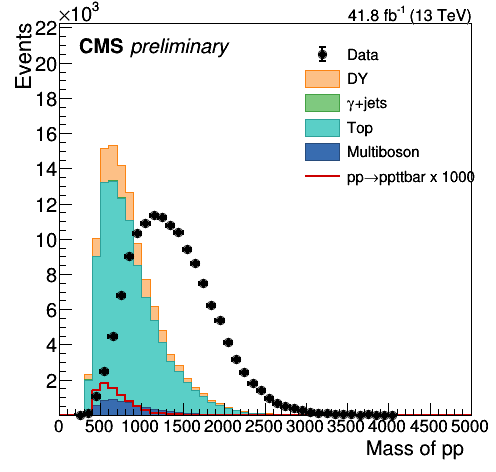 ×10³
41.8 fb⁻¹ (13 TeV)
Events
22
20
18
16
14
12
10
8
6
4
2
CMS preliminary
Data
DY
γ+jets
Top
Multiboson
pp→ppttbar x 1000
0 500 1000 1500 2000 2500 3000 3500 4000 4500 5000
Mass of pp